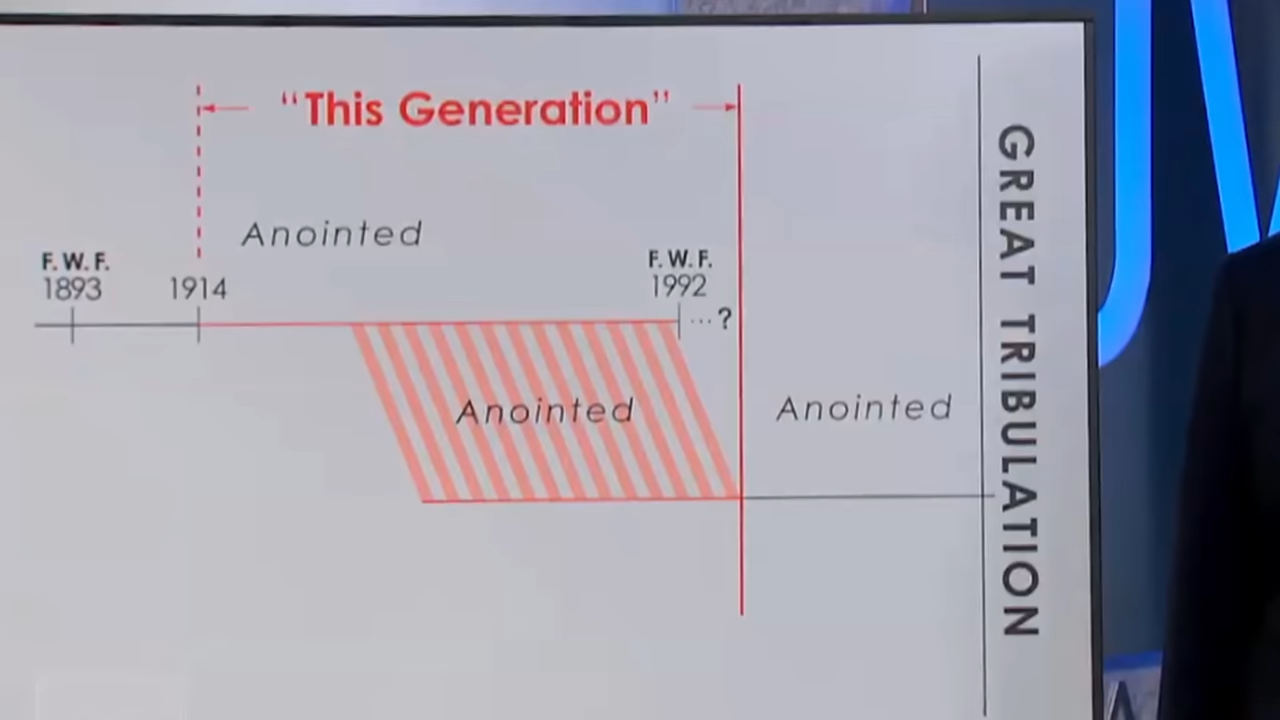 “This Generation”
Anointed
F. W. F.
1893
1914
F. W. F.
1992
...?
Anointed
Anointed
GREAT TRIBULATION